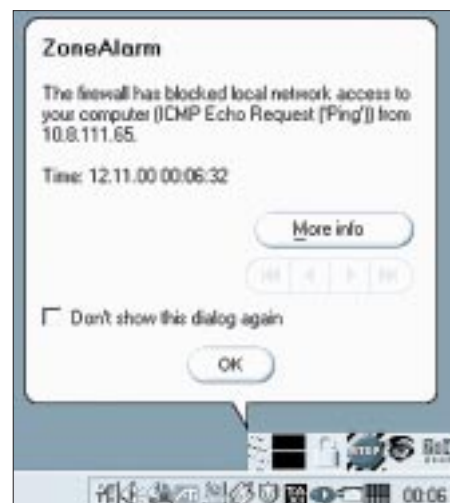 ZoneAlarm
The firewall has blocked local network access to
your computer (ICMP Echo Request ('Ping')) from
10.8.111.65.
Time: 12.11.00 00:06:32
More info
Don't show this dialog again
OK
STOP
00:06